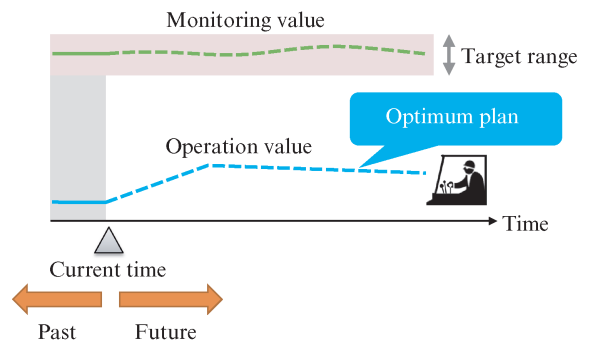 Monitoring value
Target range
Optimum plan
Operation value
Time
Current time
Past
Future